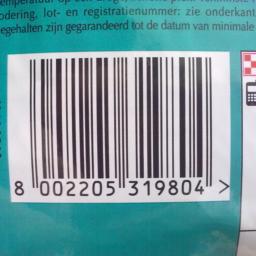 odering, lot- en registratienummer: zie onderkant,
egehalten zijn gegarandeerd tot de datum van minimale
8 002205 319804 >